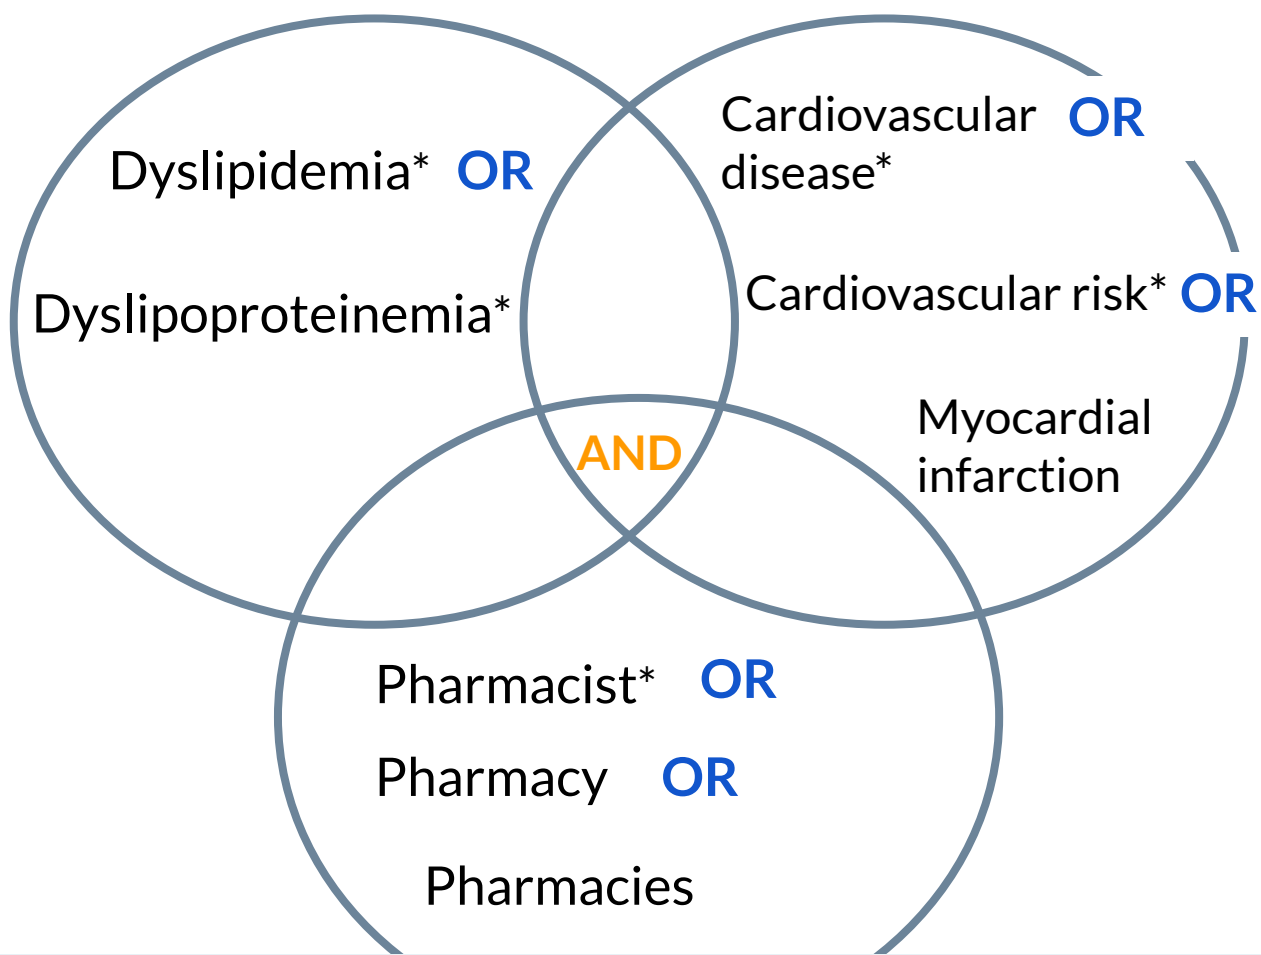 Dyslipidemia* OR
Dyslipoproteinemia*
Cardiovascular OR
disease*
Cardiovascular risk* OR
Myocardial
infarction
AND
Pharmacist* OR
Pharmacy OR
Pharmacies